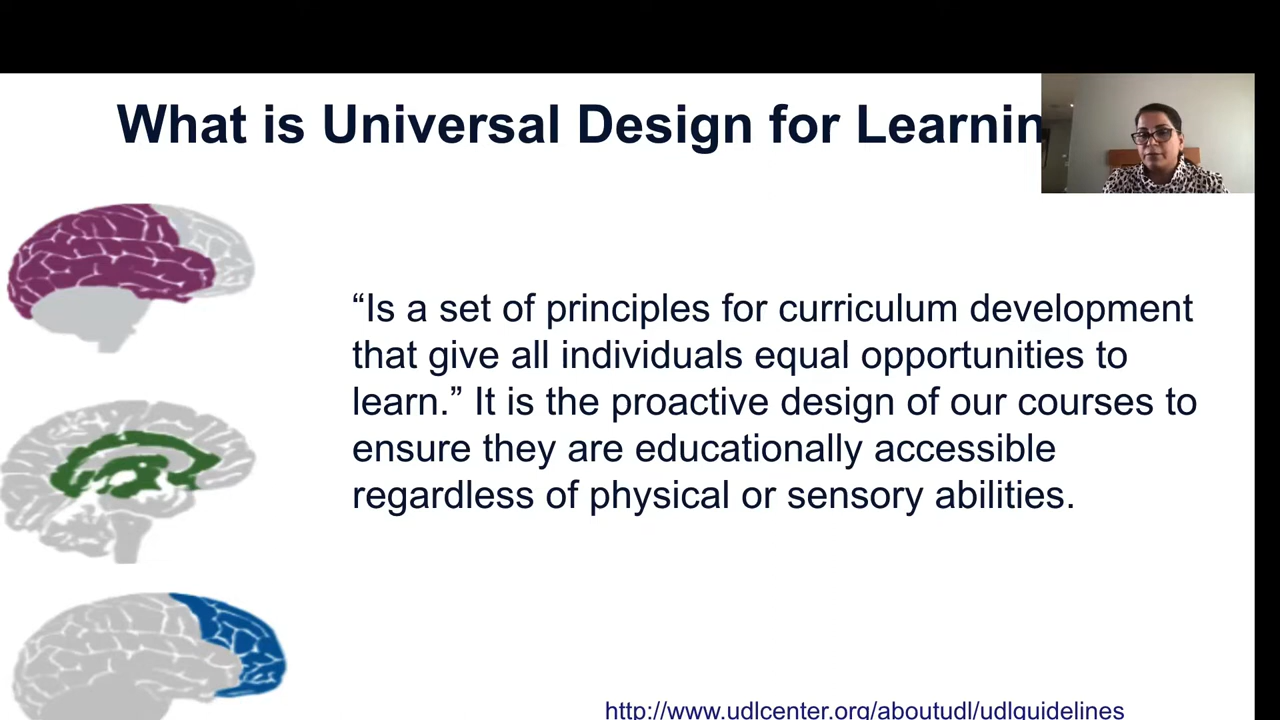 What is Universal Design for Learnin
“Is a set of principles for curriculum development
that give all individuals equal opportunities to
learn.” It is the proactive design of our courses to
ensure they are educationally accessible
regardless of physical or sensory abilities.
http://www.udlcenter.org/aboutudl/udlguidelines